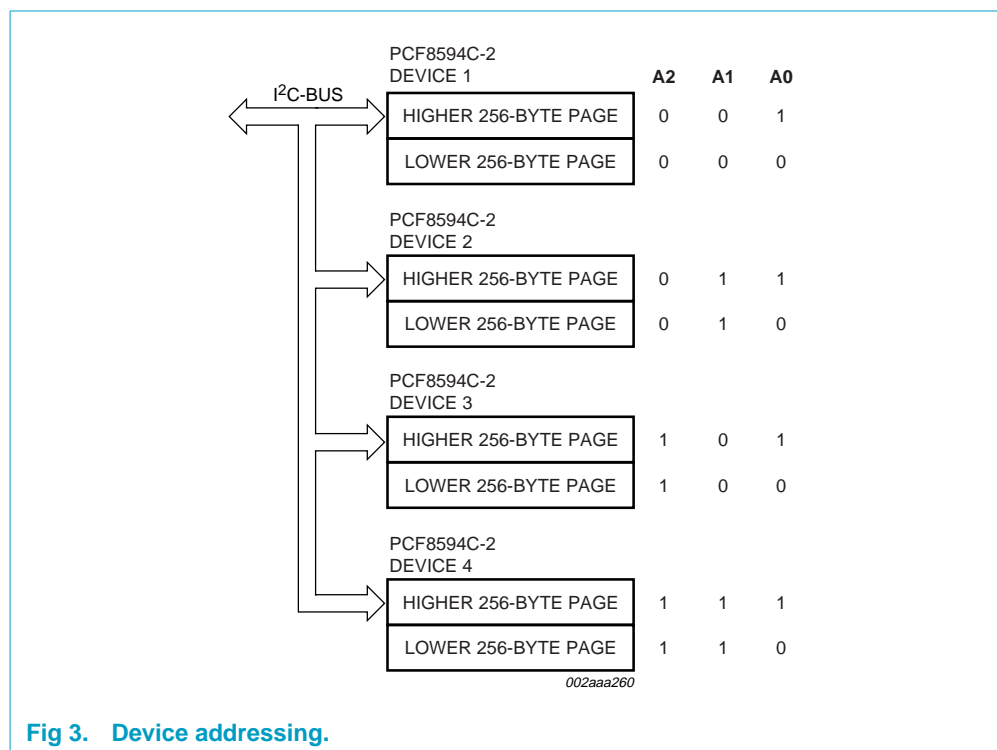 PCF8594C-2
DEVICE 1 A2 A1 A0
I2C-BUS
HIGHER 256-BYTE PAGE 0 0 1
LOWER 256-BYTE PAGE 0 0 0
PCF8594C-2
DEVICE 2
HIGHER 256-BYTE PAGE 0 1 1
LOWER 256-BYTE PAGE 0 1 0
PCF8594C-2
DEVICE 3
HIGHER 256-BYTE PAGE 1 0 1
LOWER 256-BYTE PAGE 1 0 0
PCF8594C-2
DEVICE 4
HIGHER 256-BYTE PAGE 1 1 1
LOWER 256-BYTE PAGE 1 1 0
002aaa260
Fig 3. Device addressing.